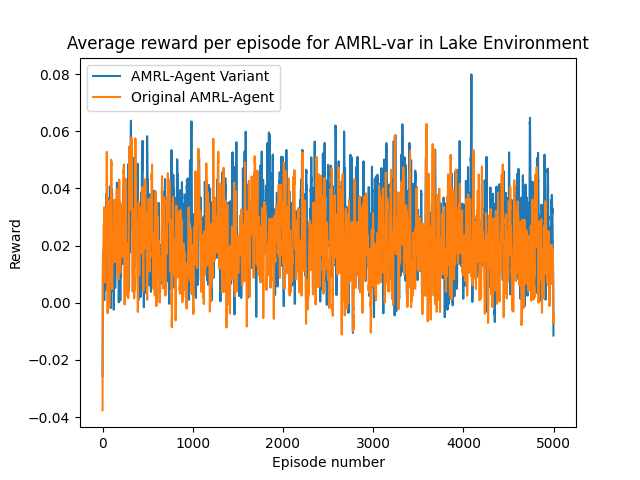 Average reward per episode for AMRL-var in Lake Environment
AMRL-Agent Variant
Original AMRL-Agent
0.08
0.06
0.04
0.02
0.00
−0.02
−0.04
Reward
0 1000 2000 3000 4000 5000
Episode number